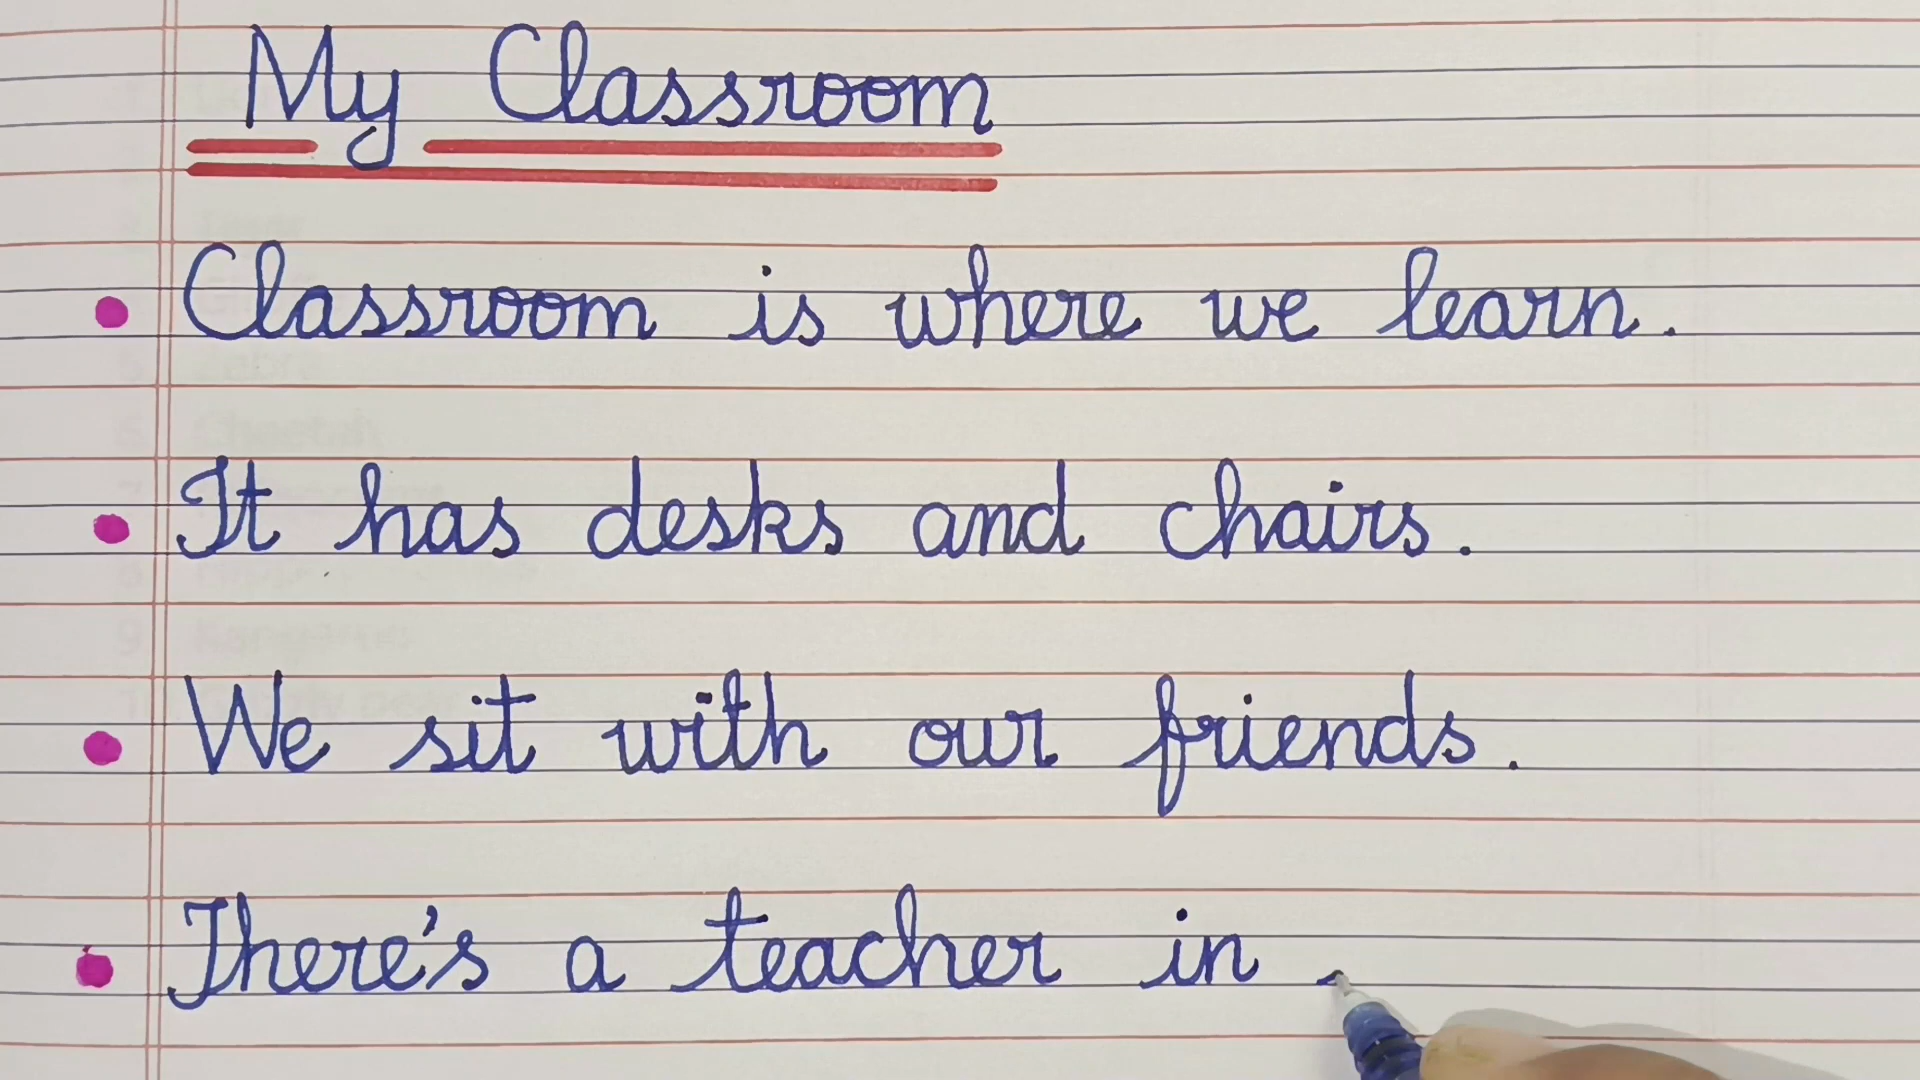 My Classroom
Classroom is where we learn.
It has desks and chairs.
We sit with our friends.
There's a teacher in